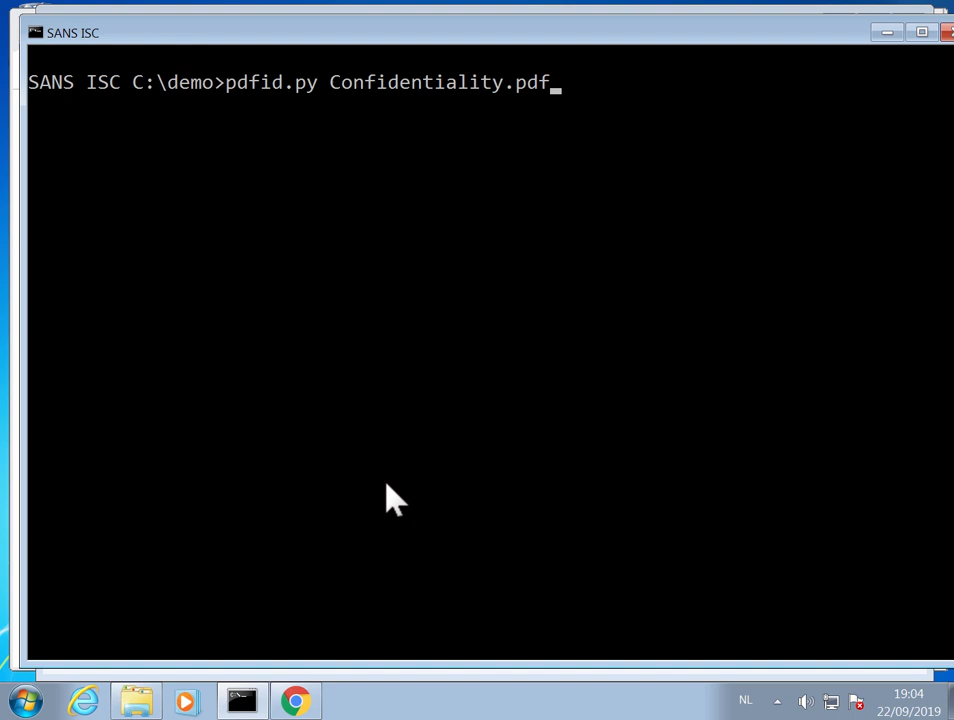 SANS ISC
SANS ISC C:\demo>pdfid.py Confidentiality.pdf
NL
19:04
22/09/2019